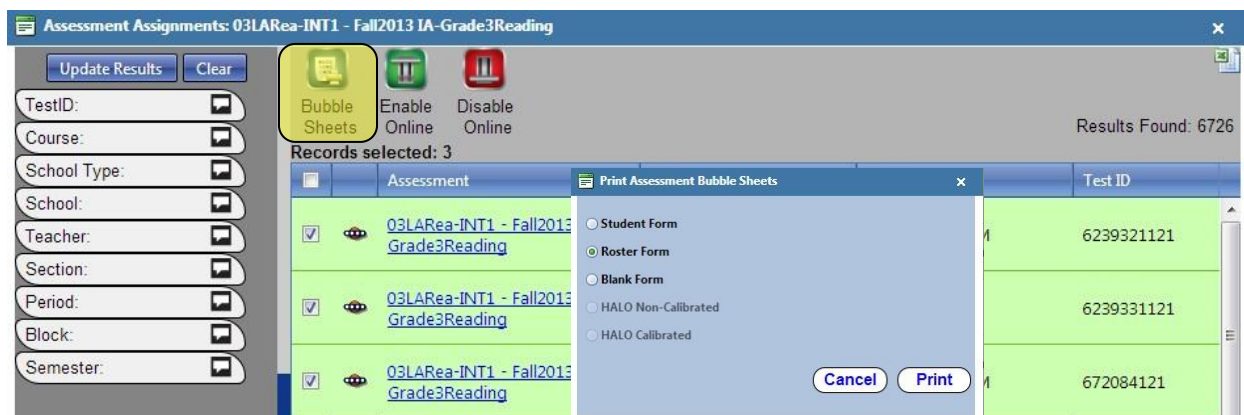 Assessment Assignments: 03LARea-INT1 - Fall2013 IA-Grade3Reading
x
Update Results
Clear
TestID:
Course:
School Type:
School:
Teacher:
Section:
Period:
Block:
Semester:
Bubble
Sheets
Enable
Online
Disable
Online
Results Found: 6726
Records selected: 3
Assessment
Test ID
03LARea-INT1 - Fall2013
Grade3Reading
6239321121
03LARea-INT1 - Fall2013
Grade3Reading
6239331121
03LARea-INT1 - Fall2013
Grade3Reading
672084121
Print Assessment Bubble Sheets
x
Student Form
Roster Form
Blank Form
HALO Non-Calibrated
HALO Calibrated
Cancel
Print